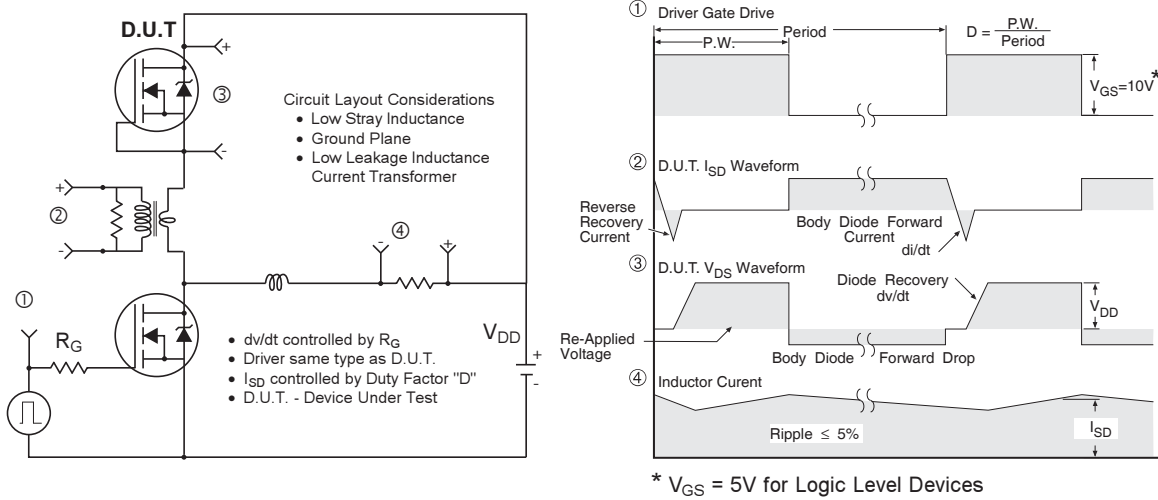 D.U.T
+
③
-
Circuit Layout Considerations
• Low Stray Inductance
• Ground Plane
• Low Leakage Inductance
Current Transformer
+
②
-
④
- +
①
R_G
• dv/dt controlled by R_G
• Driver same type as D.U.T.
• I_SD controlled by Duty Factor "D"
• D.U.T. - Device Under Test
V_DD
+
-
① Driver Gate Drive
Period
P.W.
D = P.W. / Period
V_GS=10V *
② D.U.T. I_SD Waveform
Reverse
Recovery
Current
Body Diode Forward
Current
di/dt
③ D.U.T. V_DS Waveform
Diode Recovery
dv/dt
V_DD
Re-Applied
Voltage
Body Diode Forward Drop
④ Inductor Curent
Ripple ≤ 5%
I_SD
* V_GS = 5V for Logic Level Devices